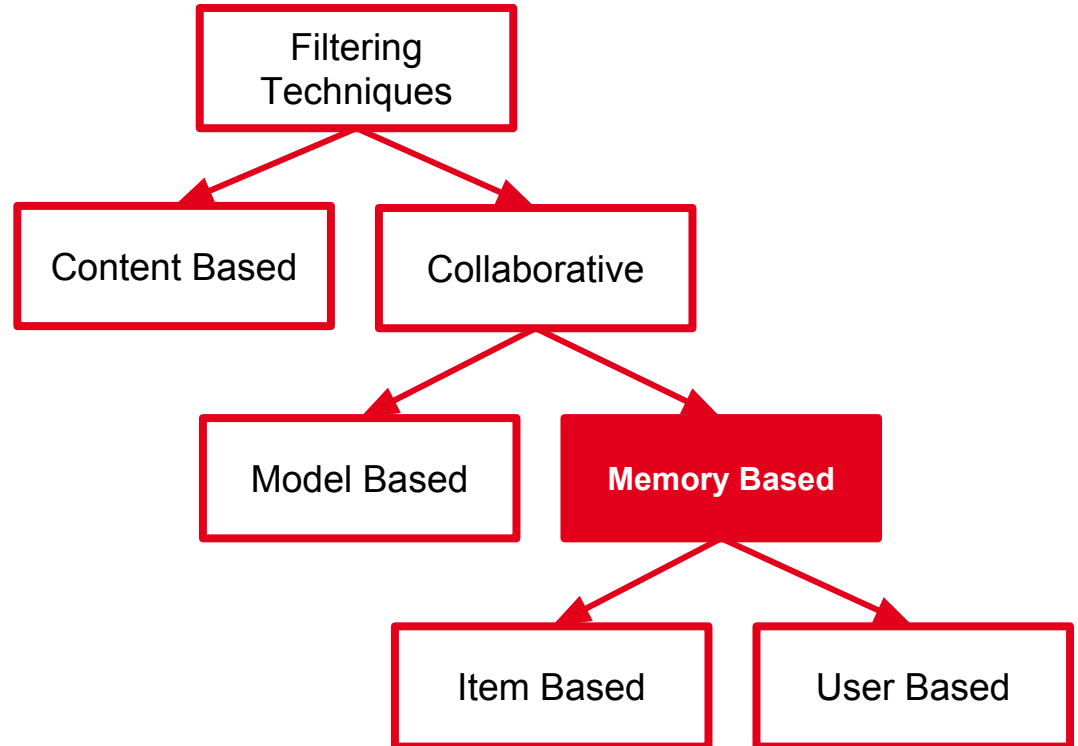 Filtering
Techniques
Content Based
Collaborative
Model Based
Memory Based
Item Based
User Based